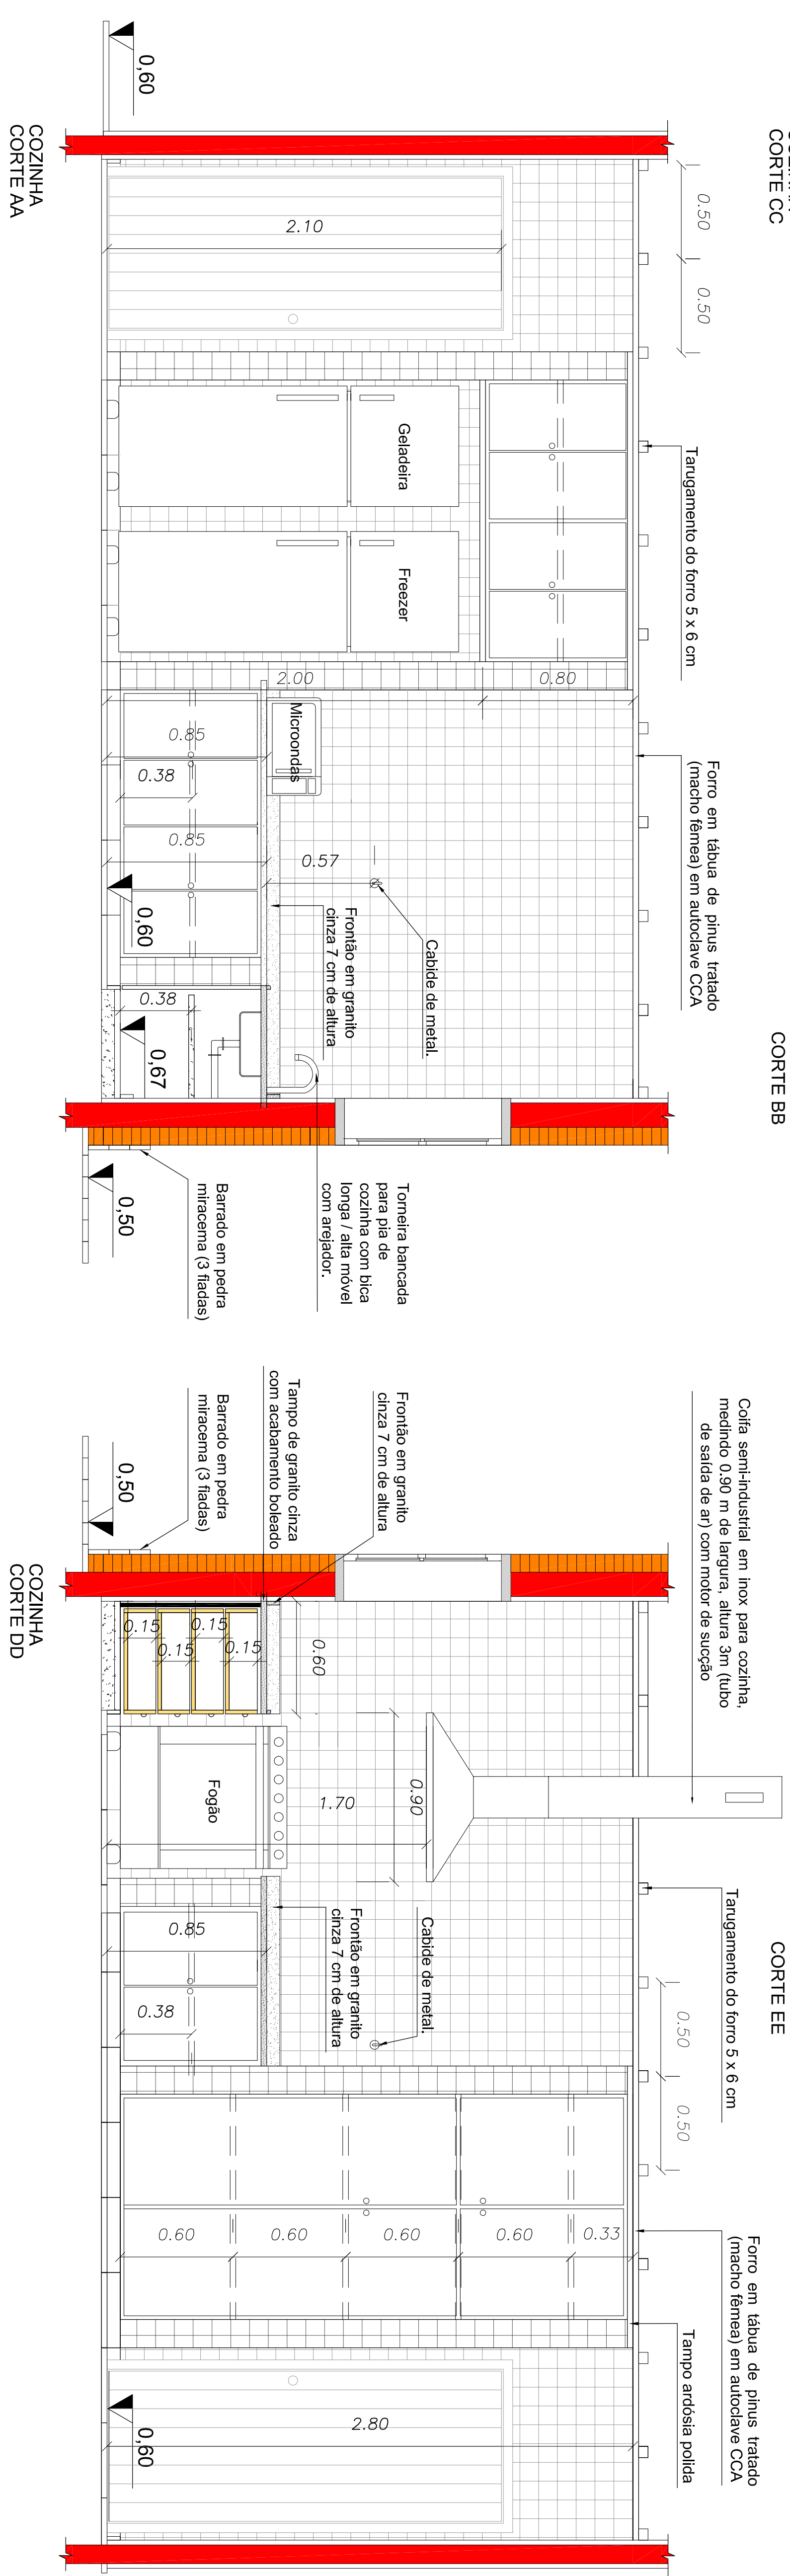 COZINHA
CORTE CC
CORTE BB
CORTE EE
0.50
0.50
Tarugamento do forro 5 x 6 cm
Forro em tábua de pinus tratado
(macho fêmea) em autoclave CCA
0,60
2.10
Geladeira
Freezer
2.00
0.80
Microondas
0.85
0.38
0.85
0.57
Cabide de metal.
Frontão em granito
cinza 7 cm de altura
0,60
0.38
0,67
Torneira bancada
para pia de
cozinha com bica
longa / alta móvel
com arejador.
Barrado em pedra
miracema (3 fiadas)
0,50
COZINHA
CORTE AA
Coifa semi-industrial em inox para cozinha,
medindo 0.90 m de largura, altura 3m (tubo
de saída de ar) com motor de sucção
Frontão em granito
cinza 7 cm de altura
Tampo de granito cinza
com acabamento boleado
Barrado em pedra
miracema (3 fiadas)
0,50
0.15
0.15
0.15
0.15
0.60
Fogão
1.70
0.90
Tarugamento do forro 5 x 6 cm
0.50
0.50
Cabide de metal.
Frontão em granito
cinza 7 cm de altura
0.85
0.38
0.60
0.60
0.60
0.60
0.33
Forro em tábua de pinus tratado
(macho fêmea) em autoclave CCA
Tampo ardósia polida
2.80
0,60
COZINHA
CORTE DD